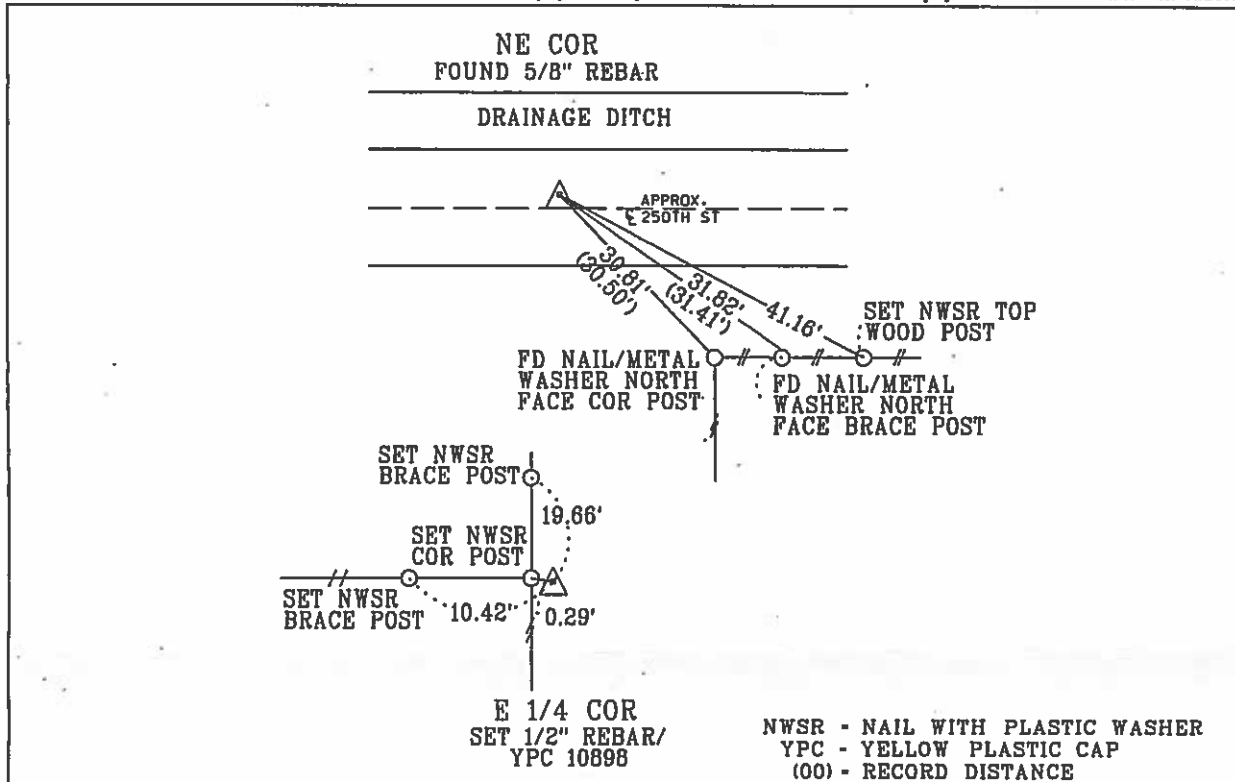 NE COR
FOUND 5/8" REBAR
DRAINAGE DITCH
APPROX.
℄ 250TH ST
30.81'
(30.50')
31.82'
(31.41')
41.16'
SET NWSR TOP
WOOD POST
FD NAIL/METAL
WASHER NORTH
FACE COR POST
FD NAIL/METAL
WASHER NORTH
FACE BRACE POST
SET NWSR
BRACE POST
19.66'
SET NWSR
COR POST
SET NWSR
BRACE POST
10.42'
0.29'
E 1/4 COR
SET 1/2" REBAR/
YPC 10898
NWSR - NAIL WITH PLASTIC WASHER
YPC - YELLOW PLASTIC CAP
(00) - RECORD DISTANCE